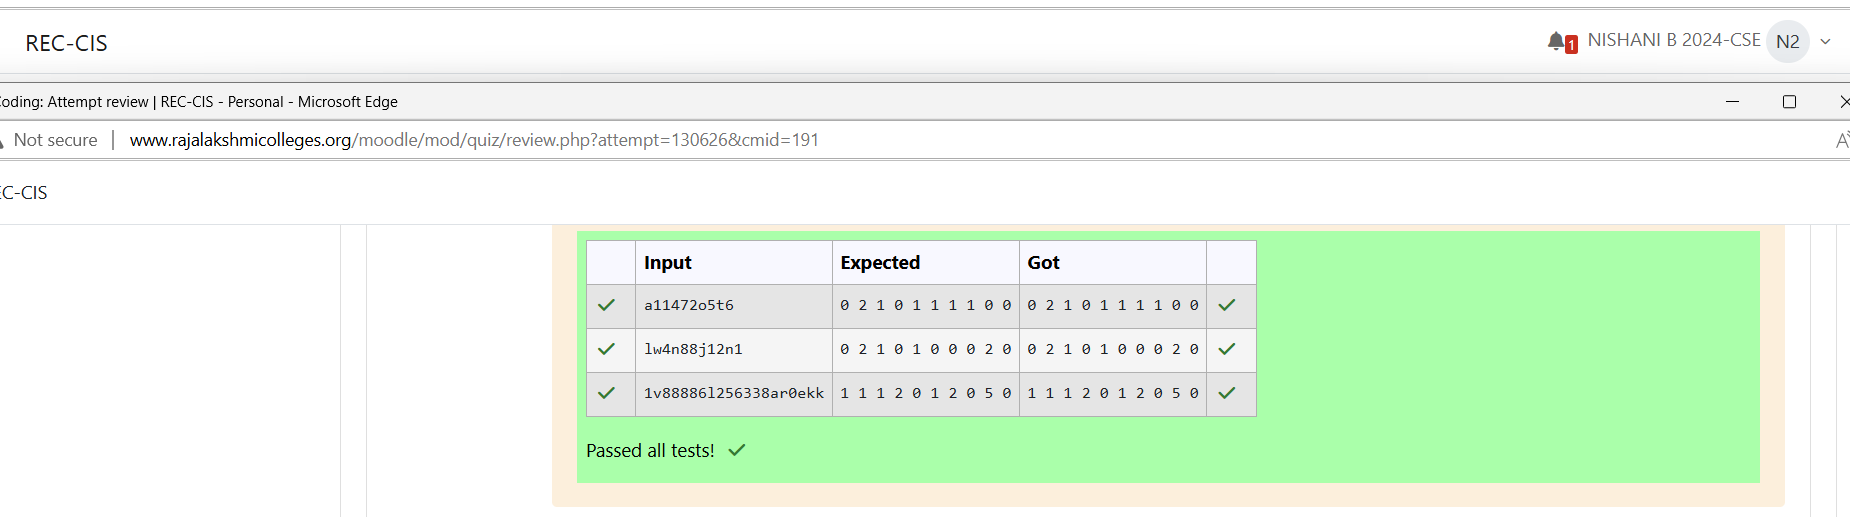 REC-CIS
1 NISHANI B 2024-CSE N2
oding: Attempt review | REC-CIS - Personal - Microsoft Edge
Not secure | www.rajalakshmicolleges.org/moodle/mod/quiz/review.php?attempt=130626&cmid=191
EC-CIS
Input Expected Got
a11472o5t6 0 2 1 0 1 1 1 1 0 0 0 2 1 0 1 1 1 1 0 0
lw4n88j12n1 0 2 1 0 1 0 0 0 2 0 0 2 1 0 1 0 0 0 2 0
1v88886l256338ar0ekk 1 1 1 2 0 1 2 0 5 0 1 1 1 2 0 1 2 0 5 0
Passed all tests!